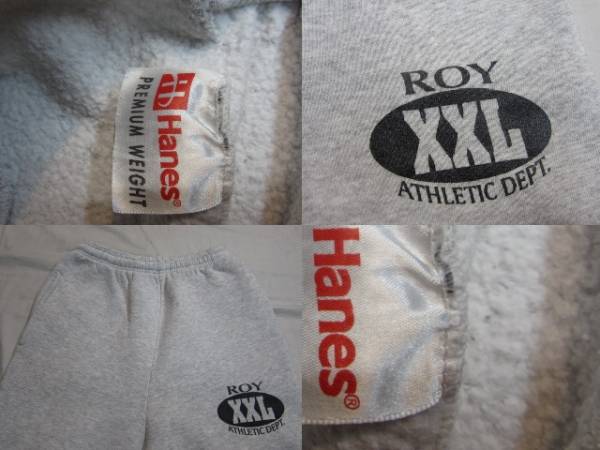 Hanes®
PREMIUM WEIGHT
ROY
XXL
ATHLETIC DEPT.
ROY
XXL
ATHLETIC DEPT.
Hanes®